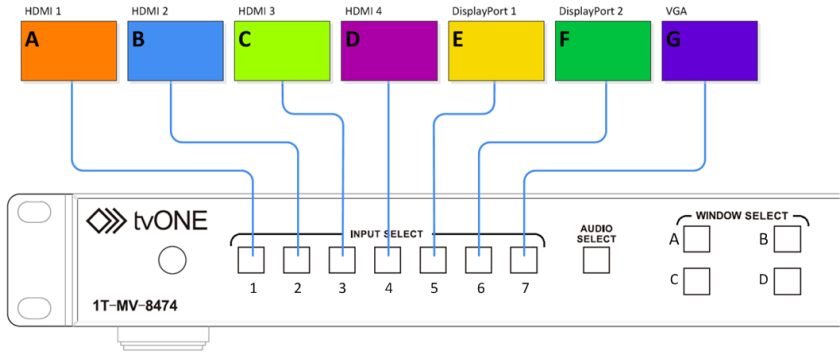 HDMI 1 HDMI 2 HDMI 3 HDMI 4 DisplayPort 1 DisplayPort 2 VGA
A B C D E F G
tvONE
INPUT SELECT
AUDIO
SELECT
WINDOW SELECT
A B
C D
1 2 3 4 5 6 7
1T-MV-8474